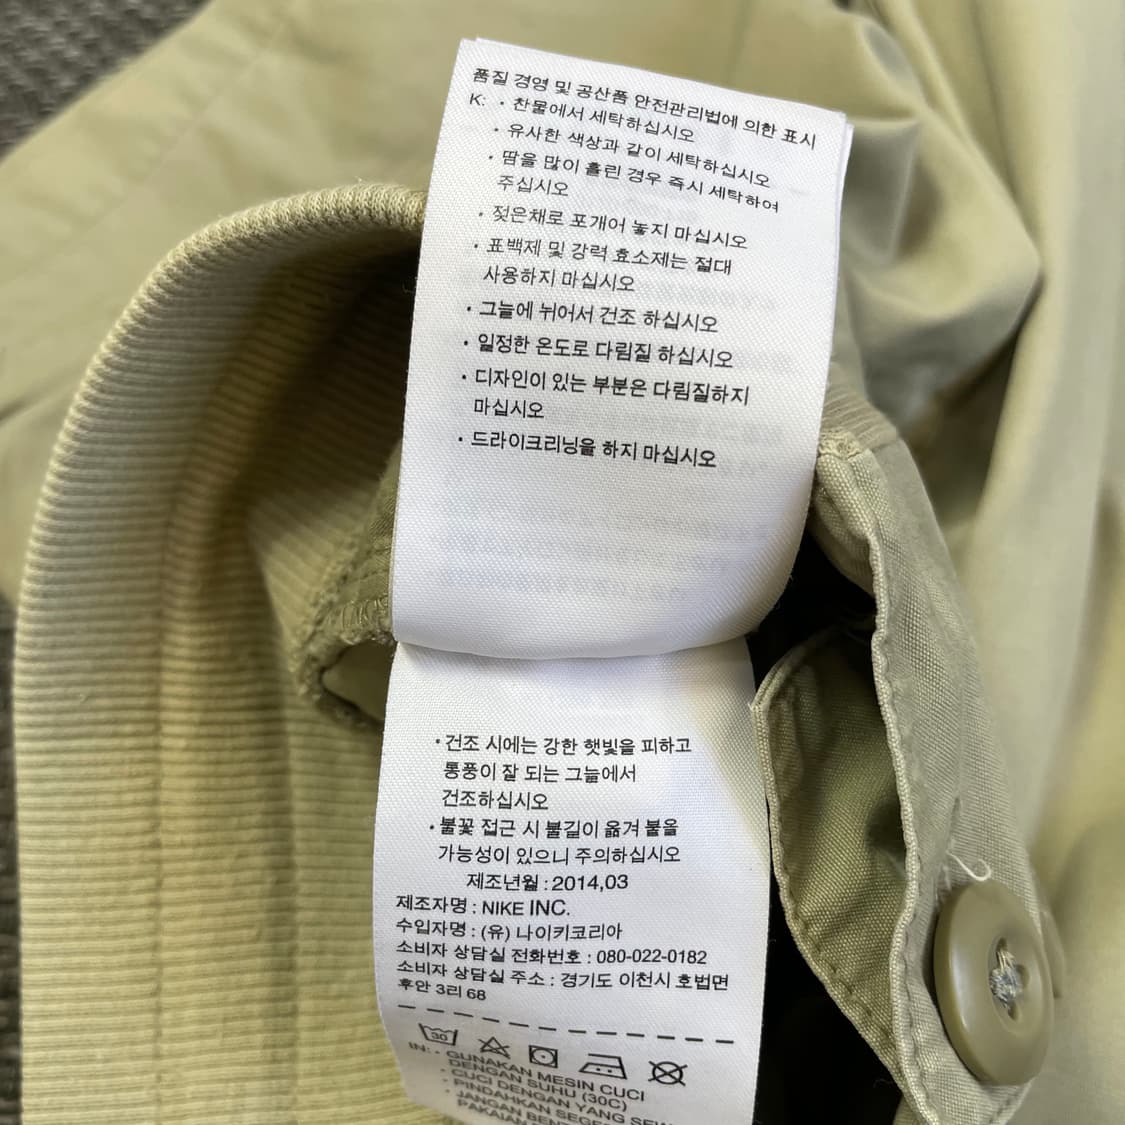 품질 경영 및 공산품 안전관리법에 의한 표시
K: • 찬물에서 세탁하십시오
• 유사한 색상과 같이 세탁하십시오
• 땀을 많이 흘린 경우 즉시 세탁하여
주십시오
• 젖은채로 포개어 놓지 마십시오
• 표백제 및 강력 효소제는 절대
사용하지 마십시오
• 그늘에 뉘어서 건조 하십시오
• 일정한 온도로 다림질 하십시오
• 디자인이 있는 부분은 다림질하지
마십시오
• 드라이크리닝을 하지 마십시오
• 건조 시에는 강한 햇빛을 피하고
통풍이 잘 되는 그늘에서
건조하십시오
• 불꽃 접근 시 불길이 옮겨 붙을
가능성이 있으니 주의하십시오
제조년월 : 2014,03
제조자명 : NIKE INC.
수입자명 : (유) 나이키코리아
소비자 상담실 전화번호 : 080-022-0182
소비자 상담실 주소 : 경기도 이천시 호법면
후안 3리 68
30
IN: • GUNAKAN MESIN CUCI
DENGAN SUHU (30C)
• CUCI DENGAN YANG
• PINDAHKAN
• JANGAN
PAKAIAN